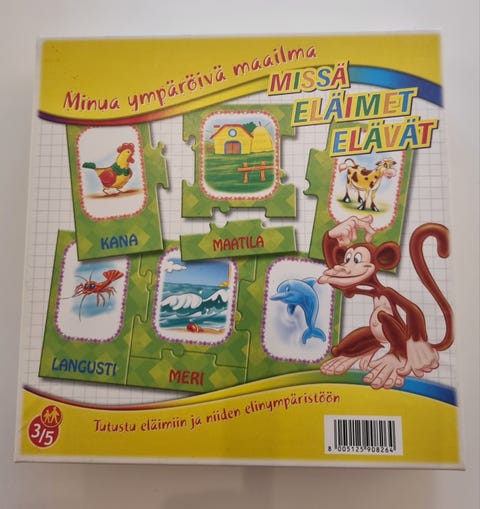 Minua ympäröivä maailma
MISSÄ
ELÄIMET
ELÄVÄT
KANA
MAATILA
LANGUSTI
MERI
Tutustu eläimiin ja niiden elinympäristöön
3/5
8 005125 908264